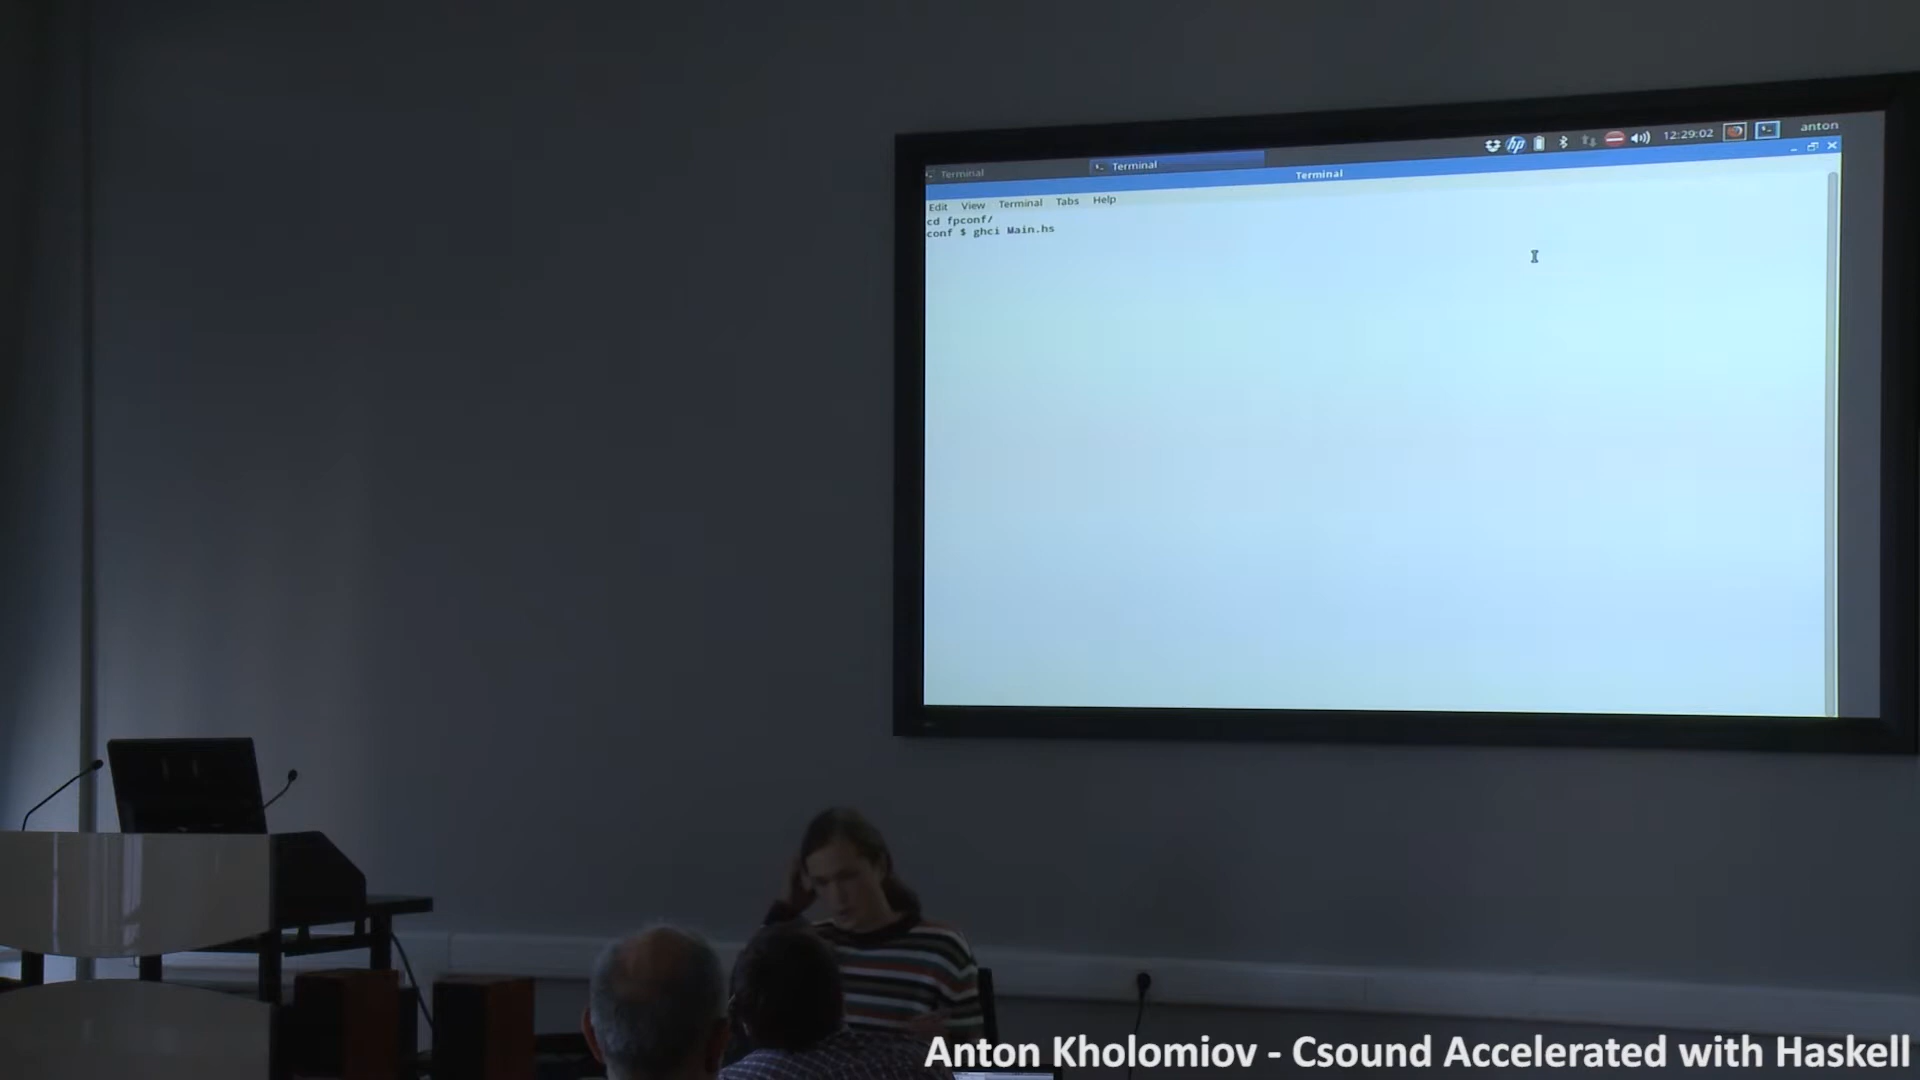 hp 12:29:02 anton
Terminal Terminal
Terminal
Edit View Terminal Tabs Help
cd fpconf/
conf $ ghci Main.hs
Anton Kholomiov - Csound Accelerated with Haskell